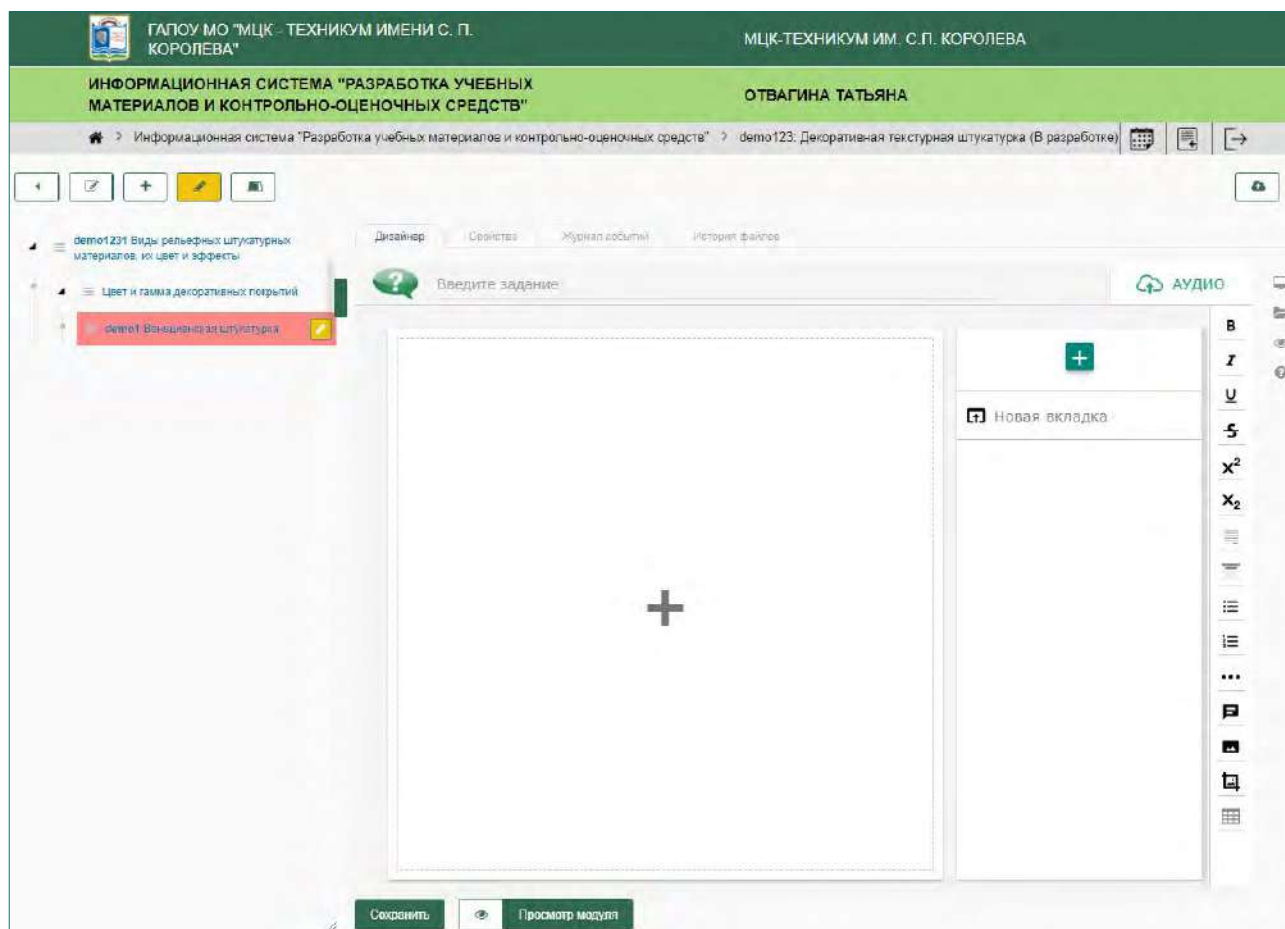 ГАПОУ МО "МЦК - ТЕХНИКУМ ИМЕНИ С. П.
КОРОЛЕВА"
МЦК-ТЕХНИКУМ ИМ. С.П. КОРОЛЕВА
ИНФОРМАЦИОННАЯ СИСТЕМА "РАЗРАБОТКА УЧЕБНЫХ
МАТЕРИАЛОВ И КОНТРОЛЬНО-ОЦЕНОЧНЫХ СРЕДСТВ"
ОТВАГИНА ТАТЬЯНА
> Информационная система "Разработка учебных материалов и контрольно-оценочных средств" > demo123: Декоративная текстурная штукатурка (В разработке)
demo1231 Виды рельефных штукатурных
материалов, их цвет и эффекты
Цвет и гамма декоративных покрытий
demo1 Венецианская штукатурка
Дизайнер Свойства Журнал событий История файлов
Введите задание
АУДИО
Новая вкладка
B
I
U
S
X²
X₂
Сохранить
Просмотр модуля